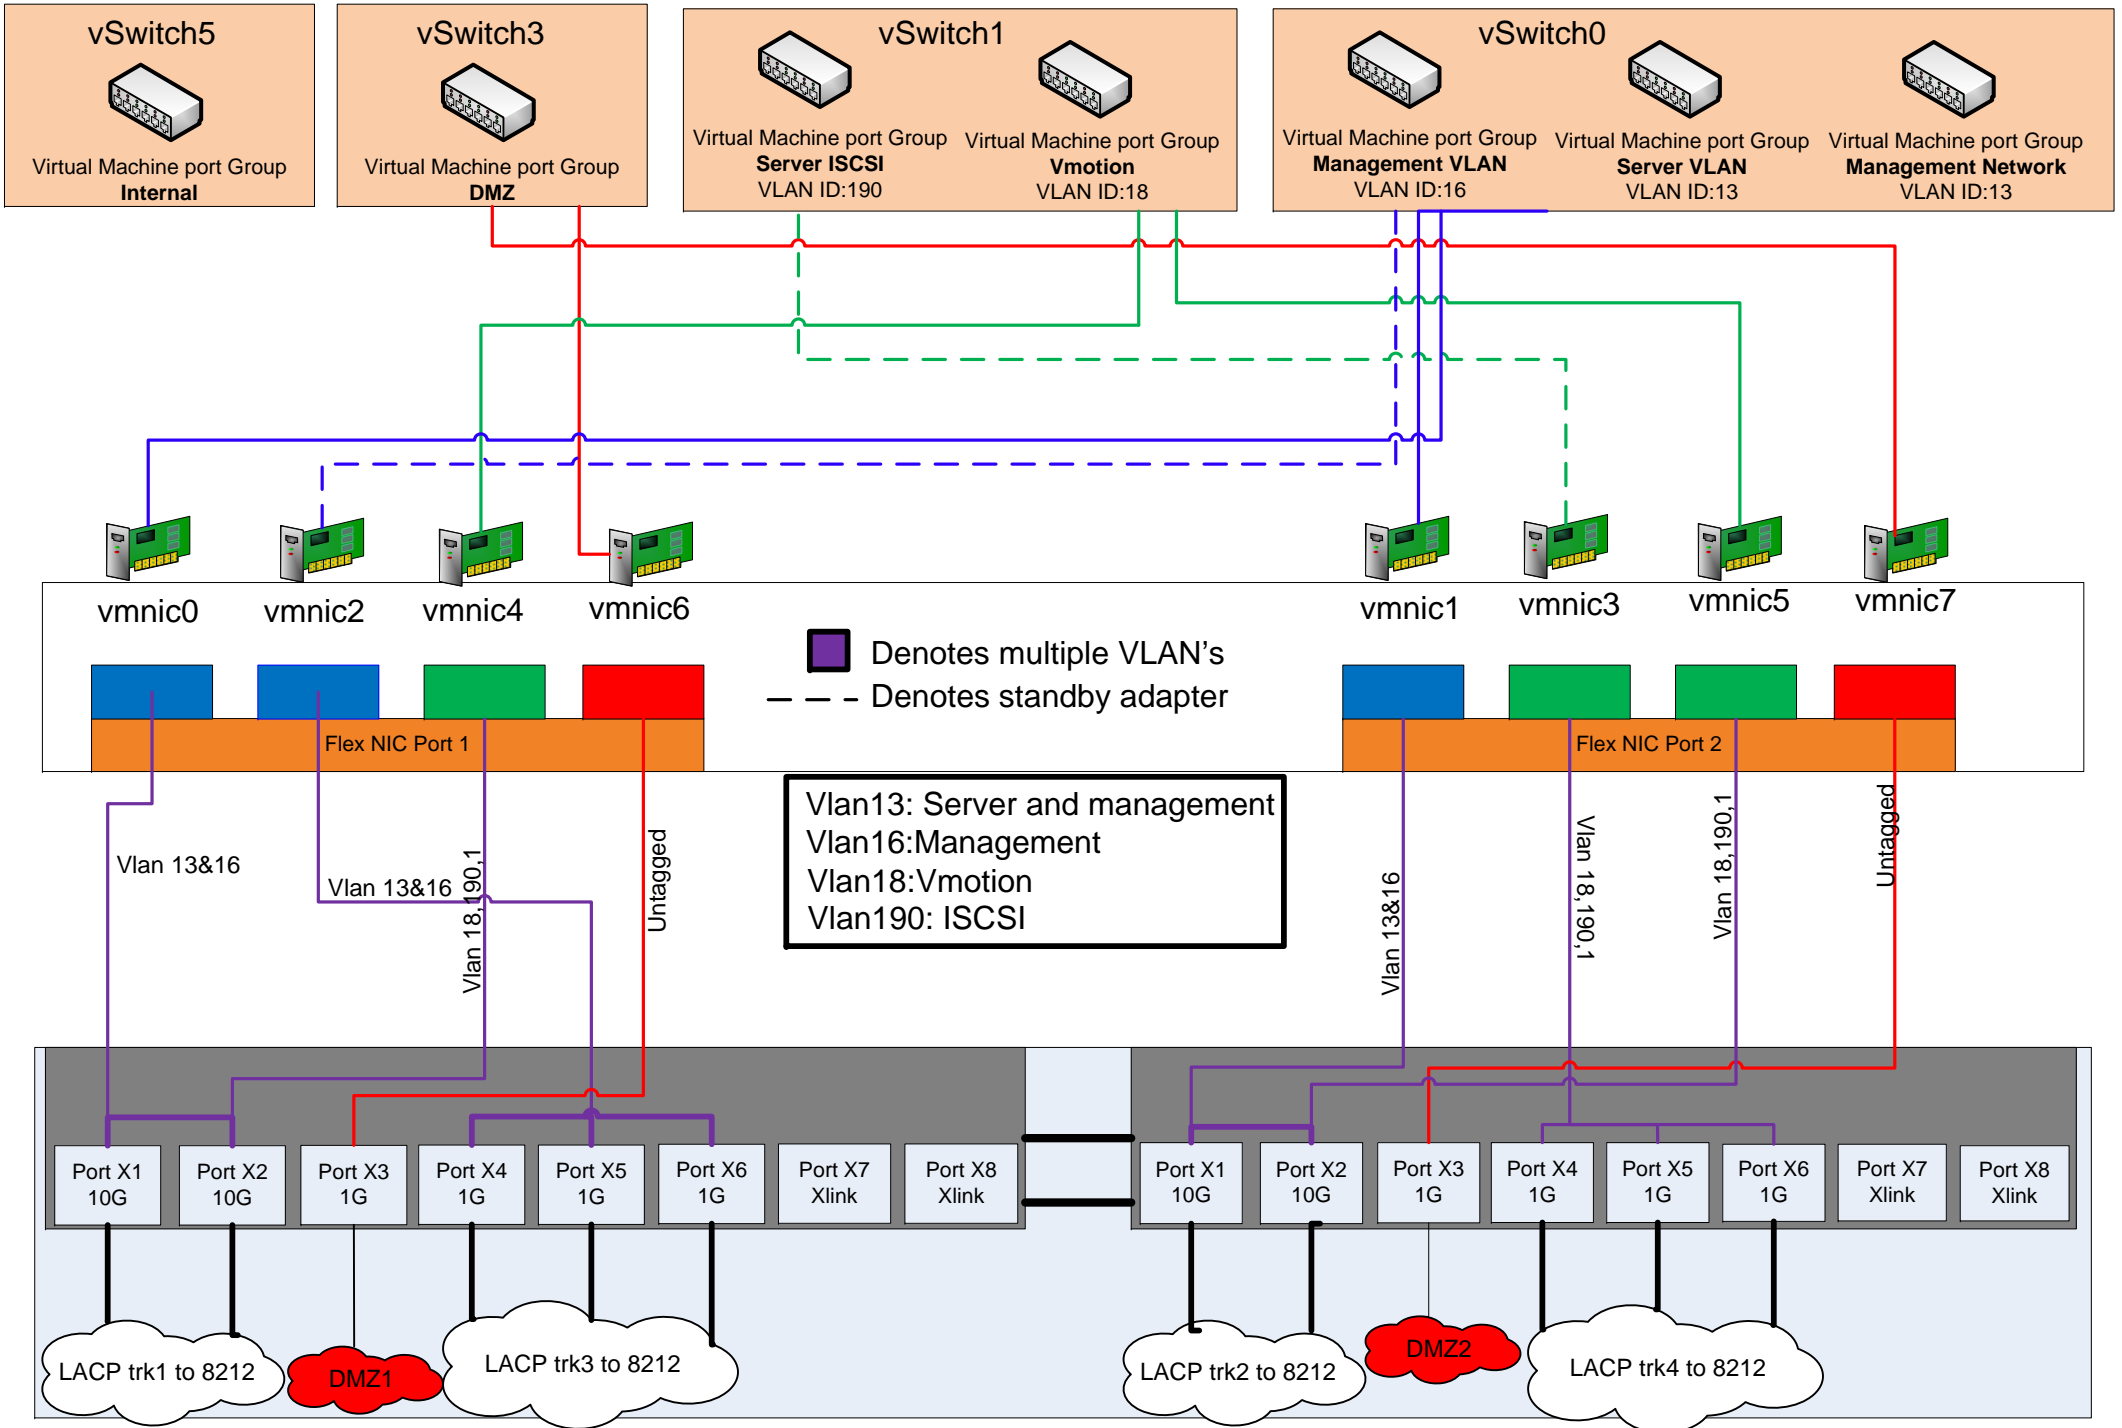 vSwitch5
Virtual Machine port Group
Internal
vSwitch3
Virtual Machine port Group
DMZ
vSwitch1
Virtual Machine port Group
Server ISCSI
VLAN ID:190
Virtual Machine port Group
Vmotion
VLAN ID:18
vSwitch0
Virtual Machine port Group
Management VLAN
VLAN ID:16
Virtual Machine port Group
Server VLAN
VLAN ID:13
Virtual Machine port Group
Management Network
VLAN ID:13
vmnic0
vmnic2
vmnic4
vmnic6
vmnic1
vmnic3
vmnic5
vmnic7
Denotes multiple VLAN's
Denotes standby adapter
Flex NIC Port 1
Flex NIC Port 2
Vlan13: Server and management
Vlan16:Management
Vlan18:Vmotion
Vlan190: ISCSI
Vlan 13&16
Vlan 13&16
Vlan 18,190,1
Untagged
Vlan 13&16
Vlan 18,190,1
Vlan 18,190,1
Untagged
Port X1
10G
Port X2
10G
Port X3
1G
Port X4
1G
Port X5
1G
Port X6
1G
Port X7
Xlink
Port X8
Xlink
Port X1
10G
Port X2
10G
Port X3
1G
Port X4
1G
Port X5
1G
Port X6
1G
Port X7
Xlink
Port X8
Xlink
LACP trk1 to 8212
DMZ1
LACP trk3 to 8212
LACP trk2 to 8212
DMZ2
LACP trk4 to 8212